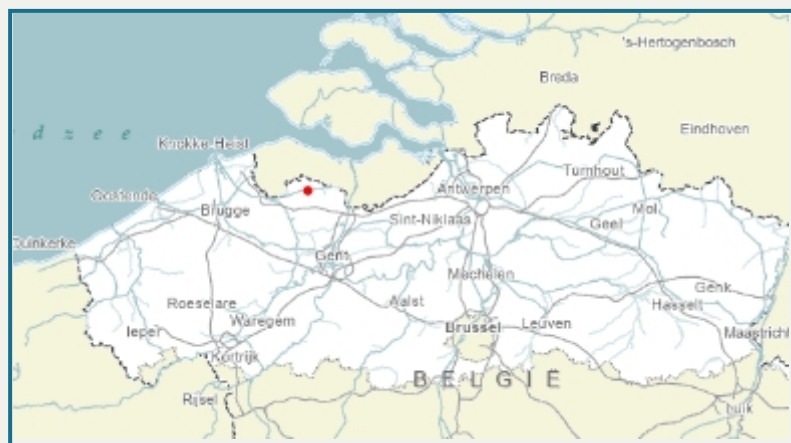 's-Hertogenbosch
Breda
d z e e
Eindhoven
Knokke-Heist
Turnhout
Oostende
Antwerpen
Brugge
Mol
Sint-Niklaas
Geel
Duinkerke
Gent
Mechelen
Genk
Roeselare
Aalst
Hasselt
Waregem
Brussel
Leuven
Ieper
Maastricht
Kortrijk
BELGIË
Rijsel
Luik